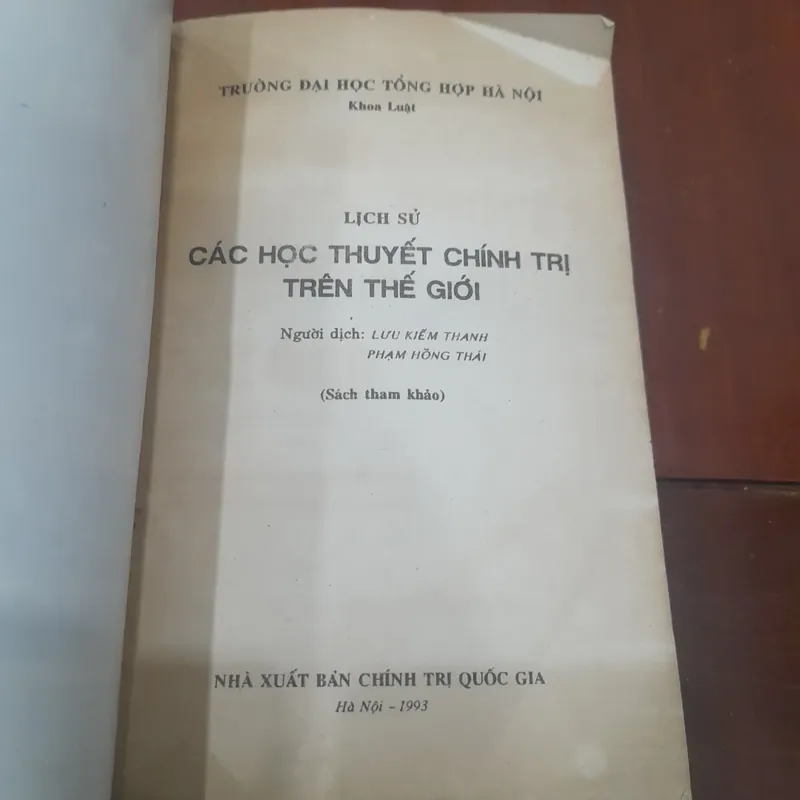 TRƯỜNG ĐẠI HỌC TỔNG HỢP HÀ NỘI
Khoa Luật
LỊCH SỬ
CÁC HỌC THUYẾT CHÍNH TRỊ
TRÊN THẾ GIỚI
Người dịch: LƯU KIẾM THANH
PHẠM HỒNG THÁI
(Sách tham khảo)
NHÀ XUẤT BẢN CHÍNH TRỊ QUỐC GIA
Hà Nội - 1993